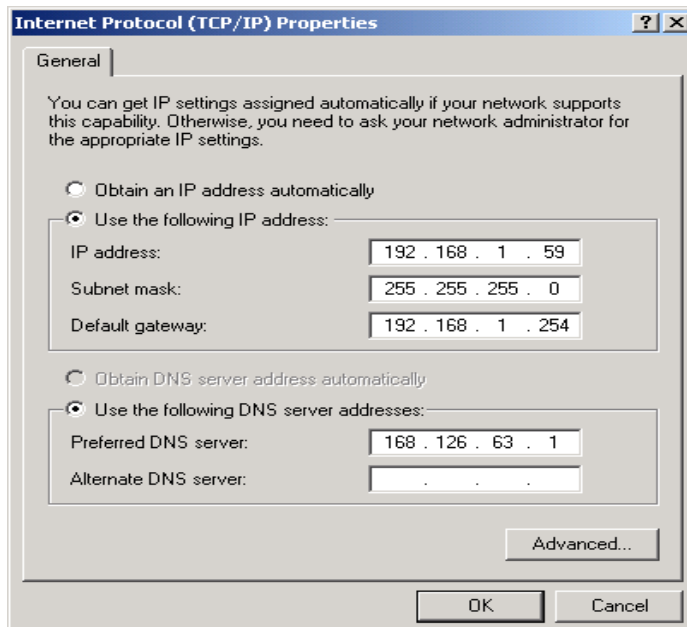 Internet Protocol (TCP/IP) Properties
General
You can get IP settings assigned automatically if your network supports
this capability. Otherwise, you need to ask your network administrator for
the appropriate IP settings.
Obtain an IP address automatically
Use the following IP address:
IP address: 192 . 168 . 1 . 59
Subnet mask: 255 . 255 . 255 . 0
Default gateway: 192 . 168 . 1 . 254
Obtain DNS server address automatically
Use the following DNS server addresses:
Preferred DNS server: 168 . 126 . 63 . 1
Alternate DNS server: . . .
Advanced...
OK Cancel